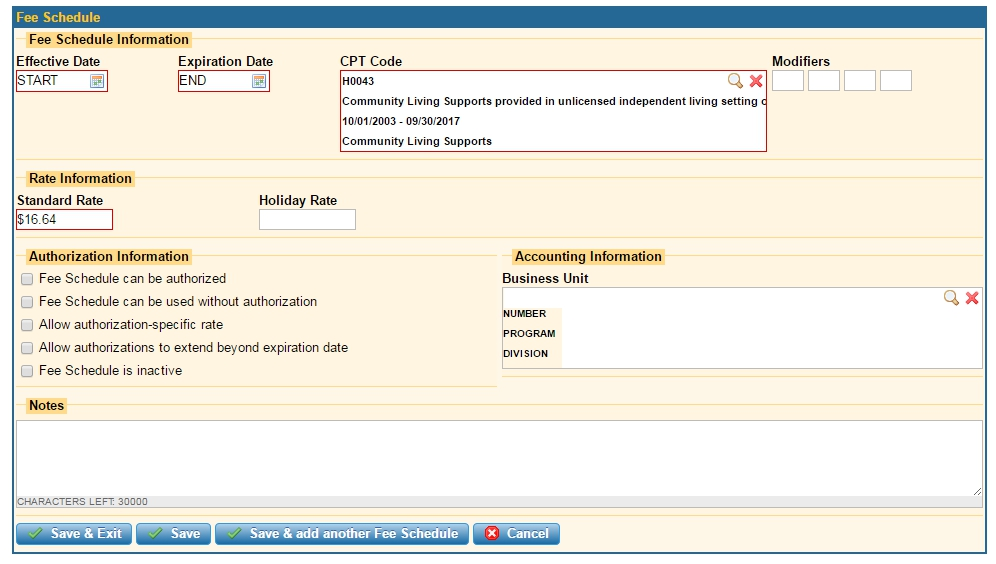 Fee Schedule
Fee Schedule Information
Effective Date Expiration Date CPT Code Modifiers
START END H0043
Community Living Supports provided in unlicensed independent living setting
10/01/2003 - 09/30/2017
Community Living Supports
Rate Information
Standard Rate Holiday Rate
$16.64
Authorization Information
Fee Schedule can be authorized
Fee Schedule can be used without authorization
Allow authorization-specific rate
Allow authorizations to extend beyond expiration date
Fee Schedule is inactive
Accounting Information
Business Unit
NUMBER
PROGRAM
DIVISION
Notes
CHARACTERS LEFT: 30000
Save & Exit Save Save & add another Fee Schedule Cancel